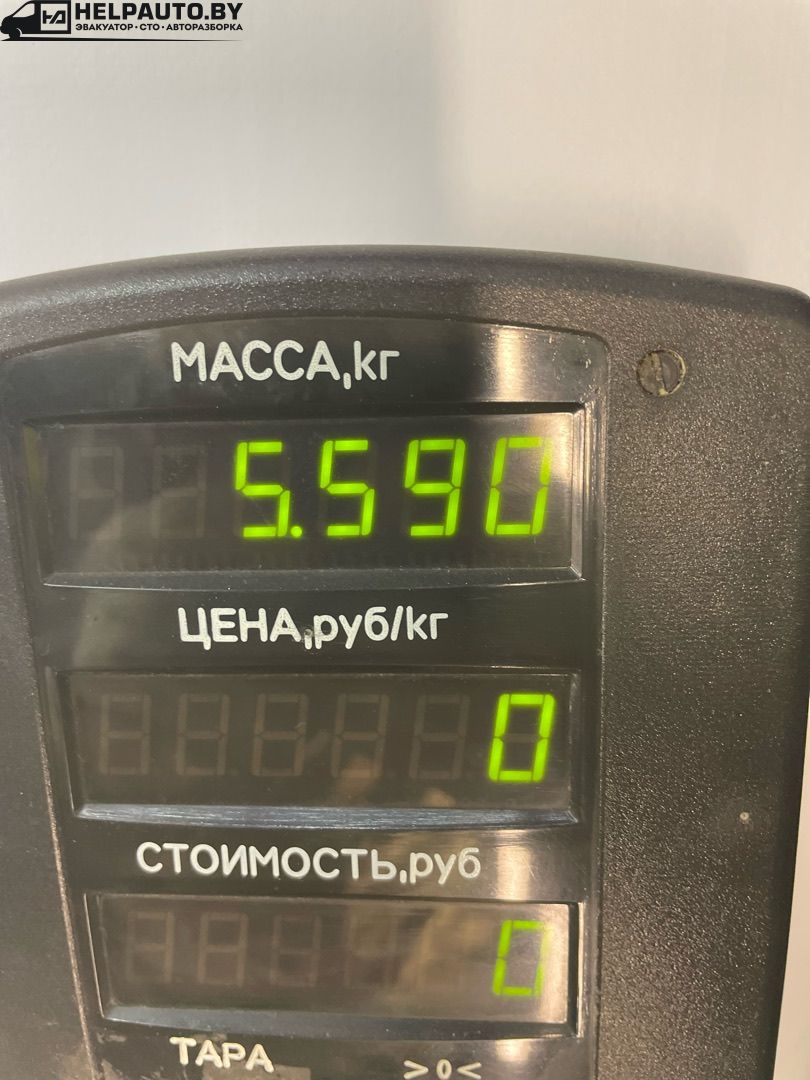 HELPAUTO.BY
ЭВАКУАТОР·СТО·АВТОРАЗБОРКА
МАССА,кг
5.590
ЦЕНА,руб/кг
0
СТОИМОСТЬ,руб
0
ТАРА >0<